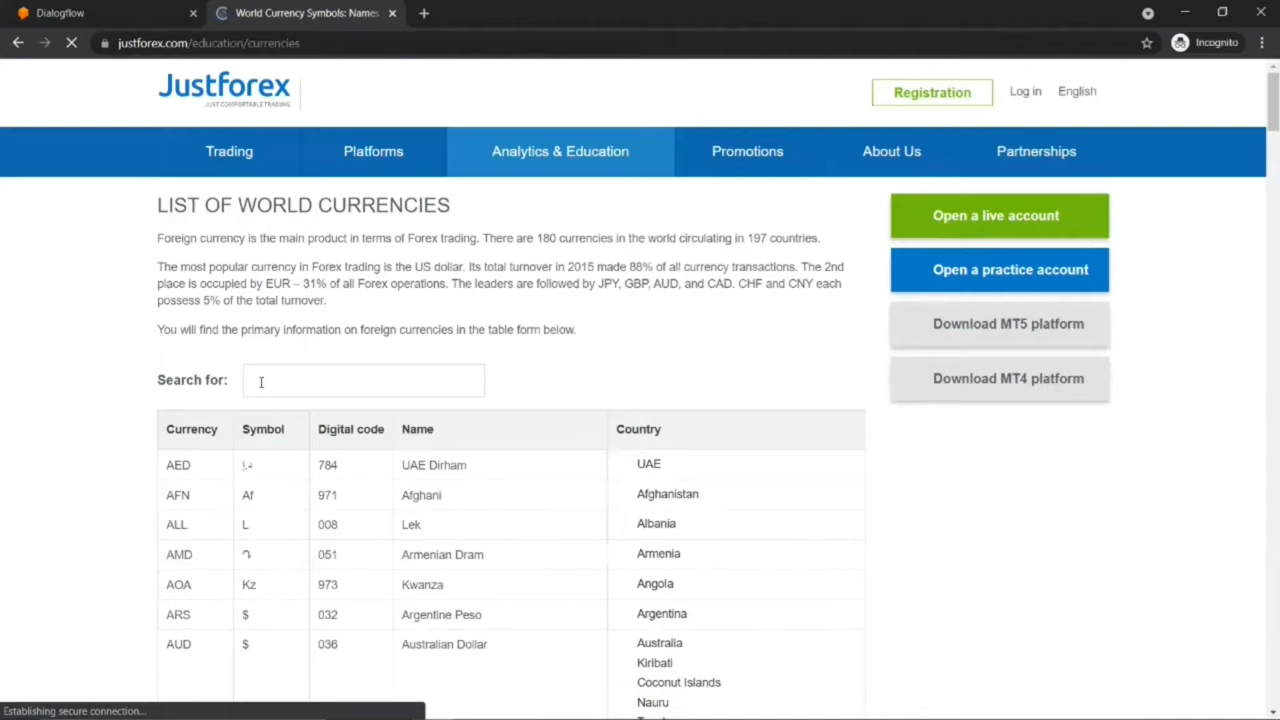 Dialogflow
World Currency Symbols: Names
justforex.com/education/currencies
Incognito
Justforex
JUST COMFORTABLE TRADING
Registration
Log in
English
Trading
Platforms
Analytics & Education
Promotions
About Us
Partnerships
LIST OF WORLD CURRENCIES
Foreign currency is the main product in terms of Forex trading. There are 180 currencies in the world circulating in 197 countries.
The most popular currency in Forex trading is the US dollar. Its total turnover in 2015 made 88% of all currency transactions. The 2nd
place is occupied by EUR – 31% of all Forex operations. The leaders are followed by JPY, GBP, AUD, and CAD. CHF and CNY each
possess 5% of the total turnover.
You will find the primary information on foreign currencies in the table form below.
Open a live account
Open a practice account
Download MT5 platform
Download MT4 platform
Search for:
Currency Symbol Digital code Name Country
AED 784 UAE Dirham UAE
AFN Af 971 Afghani Afghanistan
ALL L 008 Lek Albania
AMD 051 Armenian Dram Armenia
AOA Kz 973 Kwanza Angola
ARS $ 032 Argentine Peso Argentina
AUD $ 036 Australian Dollar Australia
Kiribati
Coconut Islands
Nauru
Establishing secure connection...